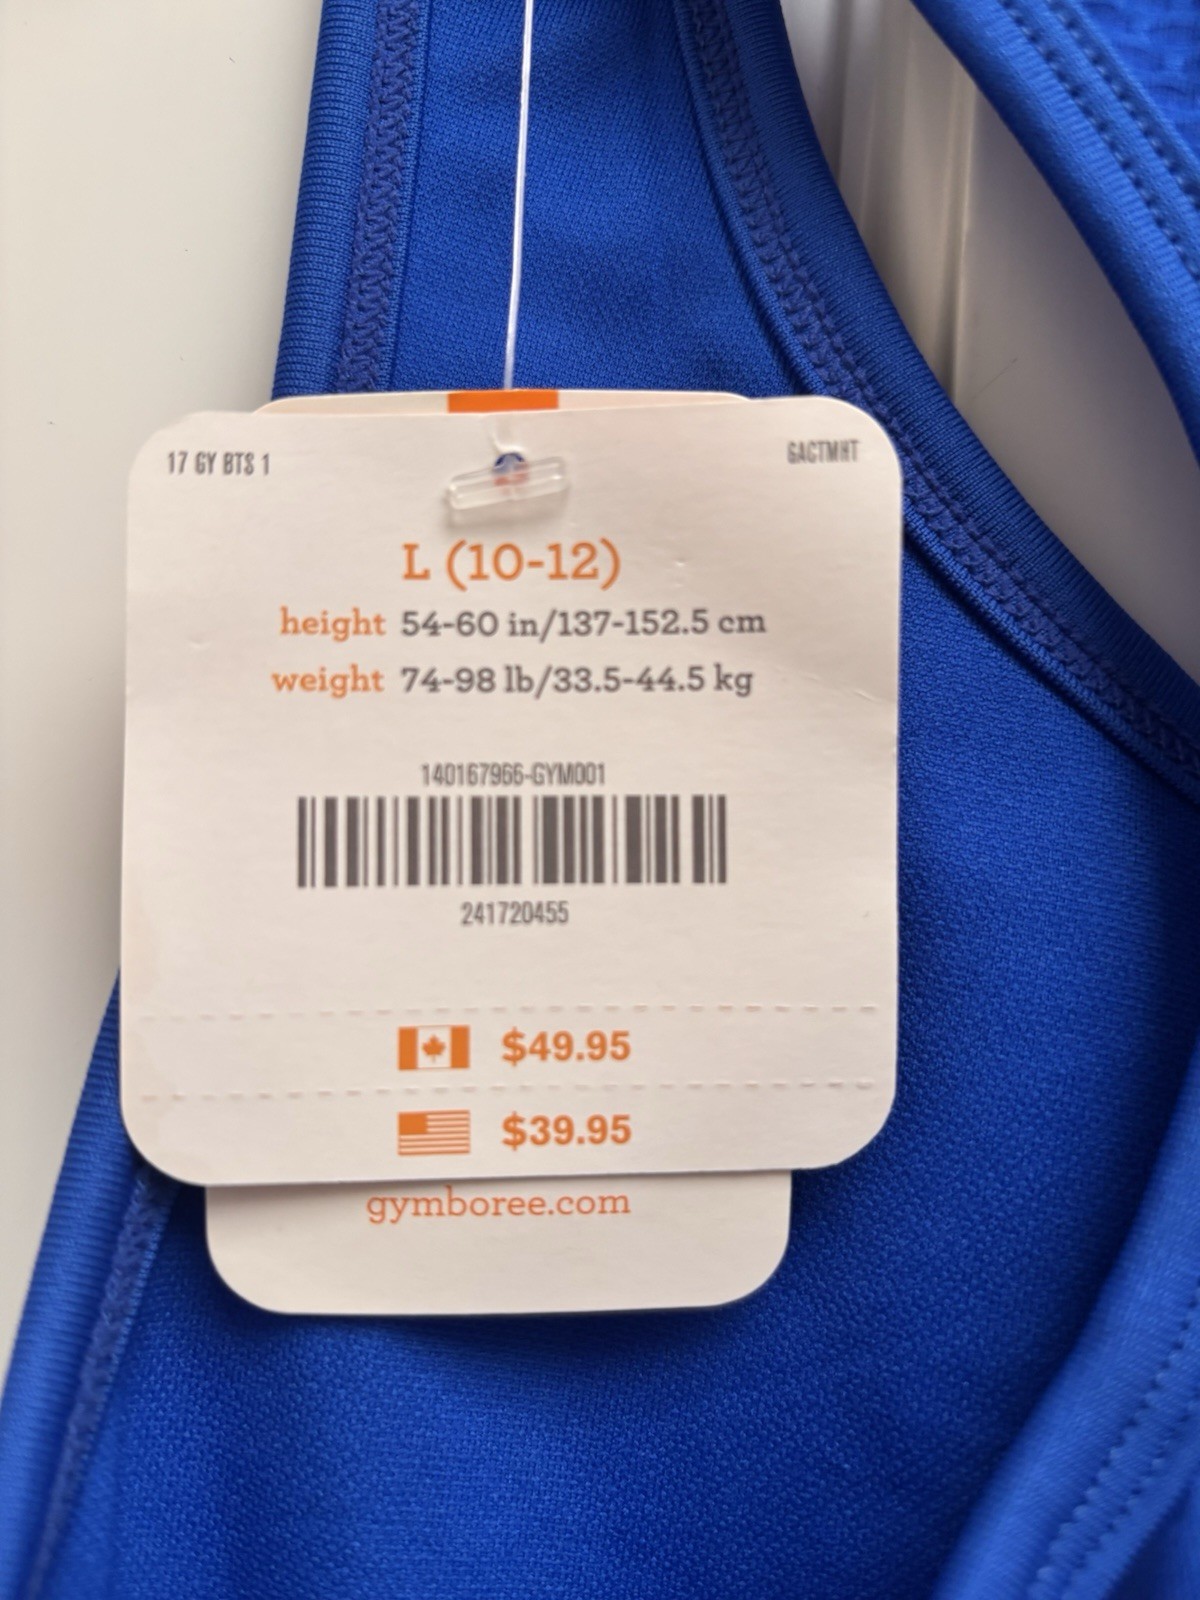 17 GY BTS 1
GACTMHT
L (10-12)
height 54-60 in/137-152.5 cm
weight 74-98 lb/33.5-44.5 kg
140167966-GYM001
241720455
$49.95
$39.95
gymboree.com